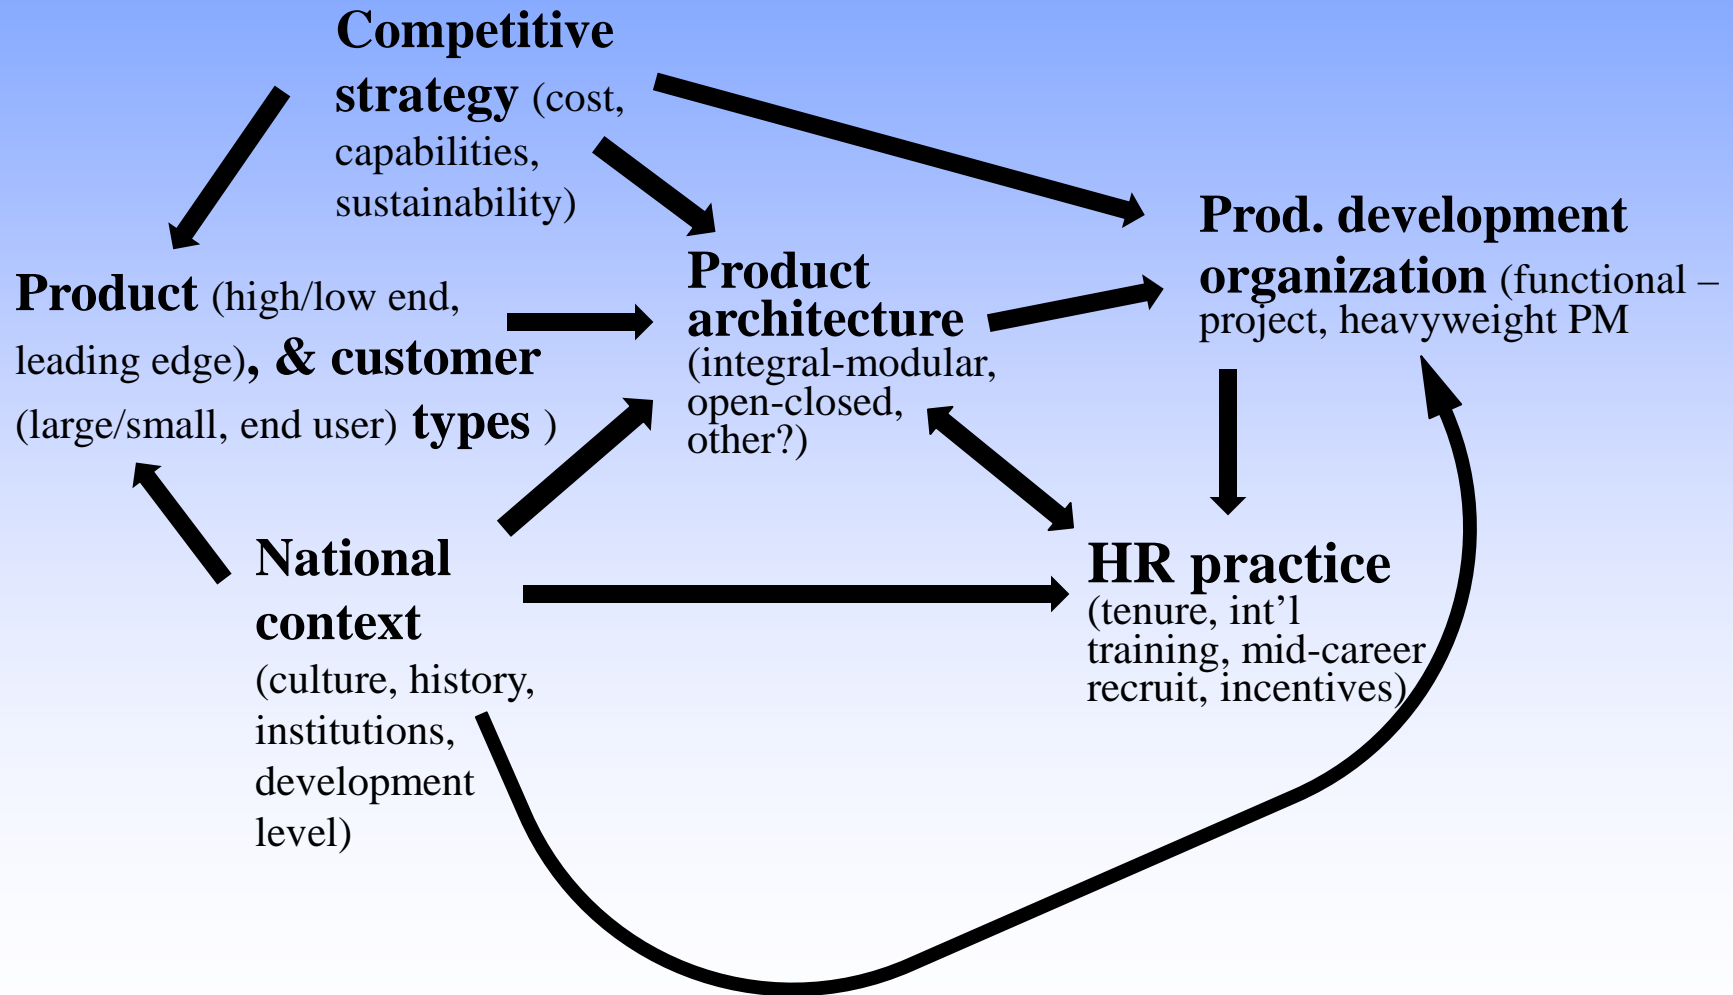 Competitive
strategy (cost,
capabilities,
sustainability)
Prod. development
organization (functional –
project, heavyweight PM
Product (high/low end,
leading edge), & customer
(large/small, end user) types )
Product
architecture
(integral-modular,
open-closed,
other?)
National
context
(culture, history,
institutions,
development
level)
HR practice
(tenure, int’l
training, mid-career
recruit, incentives)